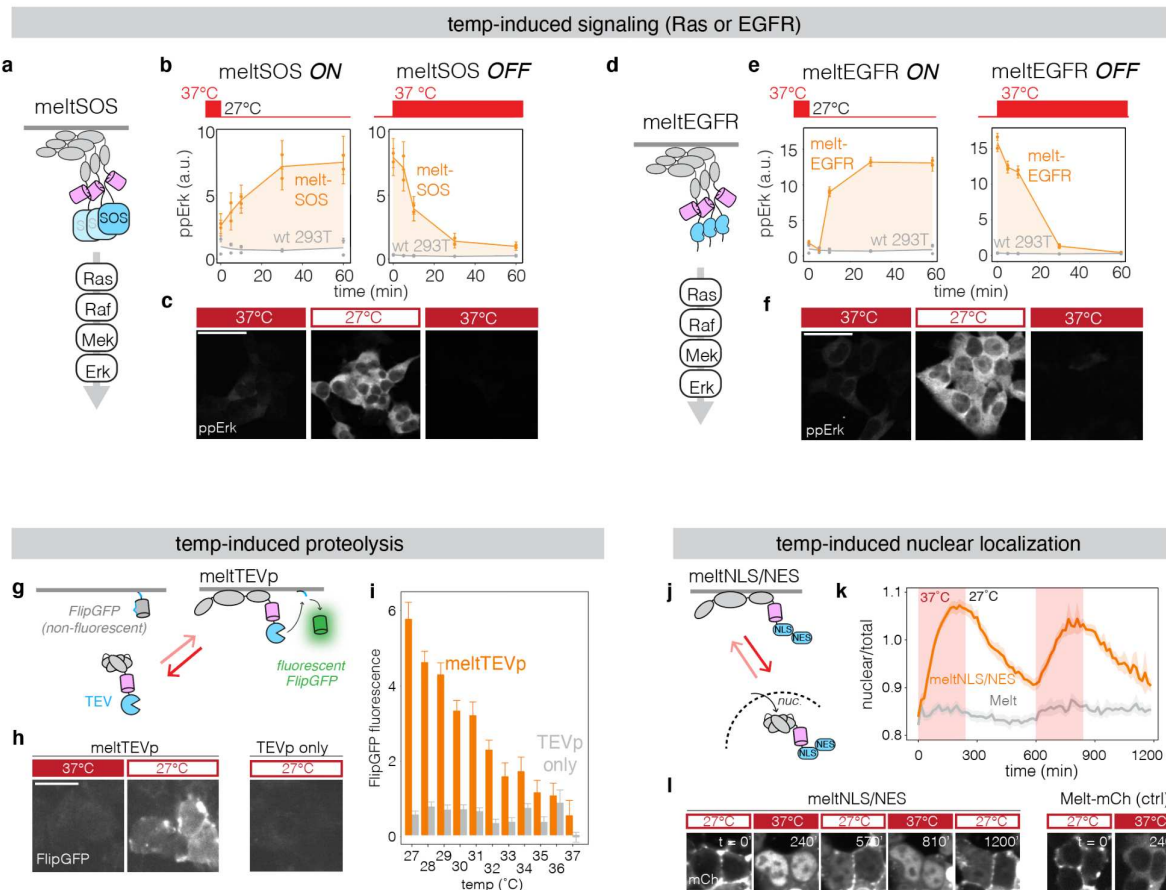 temp-induced signaling (Ras or EGFR)
a
meltSOS
SOS
Ras
Raf
Mek
Erk
b
meltSOS ON
meltSOS OFF
37°C
27°C
37 °C
ppErk (a.u.)
10
5
0
melt-
SOS
wt 293T
0 20 40 60
time (min)
10
5
0
melt-
SOS
wt 293T
0 20 40 60
time (min)
c
37°C
27°C
37°C
ppErk
d
meltEGFR
Ras
Raf
Mek
Erk
e
meltEGFR ON
meltEGFR OFF
37°C
27°C
37 °C
ppErk (a.u.)
15
10
5
0
melt-
EGFR
wt 293T
0 20 40 60
time (min)
15
10
5
0
melt-
EGFR
wt 293T
0 20 40 60
time (min)
f
37°C
27°C
37°C
ppErk
temp-induced proteolysis
g
FlipGFP
(non-fluorescent)
meltTEVp
fluorescent
FlipGFP
TEV
h
meltTEVp
TEVp only
37°C
27°C
27°C
FlipGFP
i
FlipGFP fluorescence
6
4
2
0
meltTEVp
TEVp
only
27 29 31 33 35 37
28 30 32 34 36
temp (°C)
temp-induced nuclear localization
j
meltNLS/NES
NLS
NES
nuc.
NLS
NES
k
37°C
27°C
nuclear/total
1.1
1.0
0.9
0.8
meltNLS/NES
Melt
0 300 600 900 1200
time (min)
l
meltNLS/NES
Melt-mCh (ctrl)
27°C
37°C
27°C
37°C
27°C
27°C
37°C
t = 0'
240'
570'
810'
1200'
t = 0'
mCh